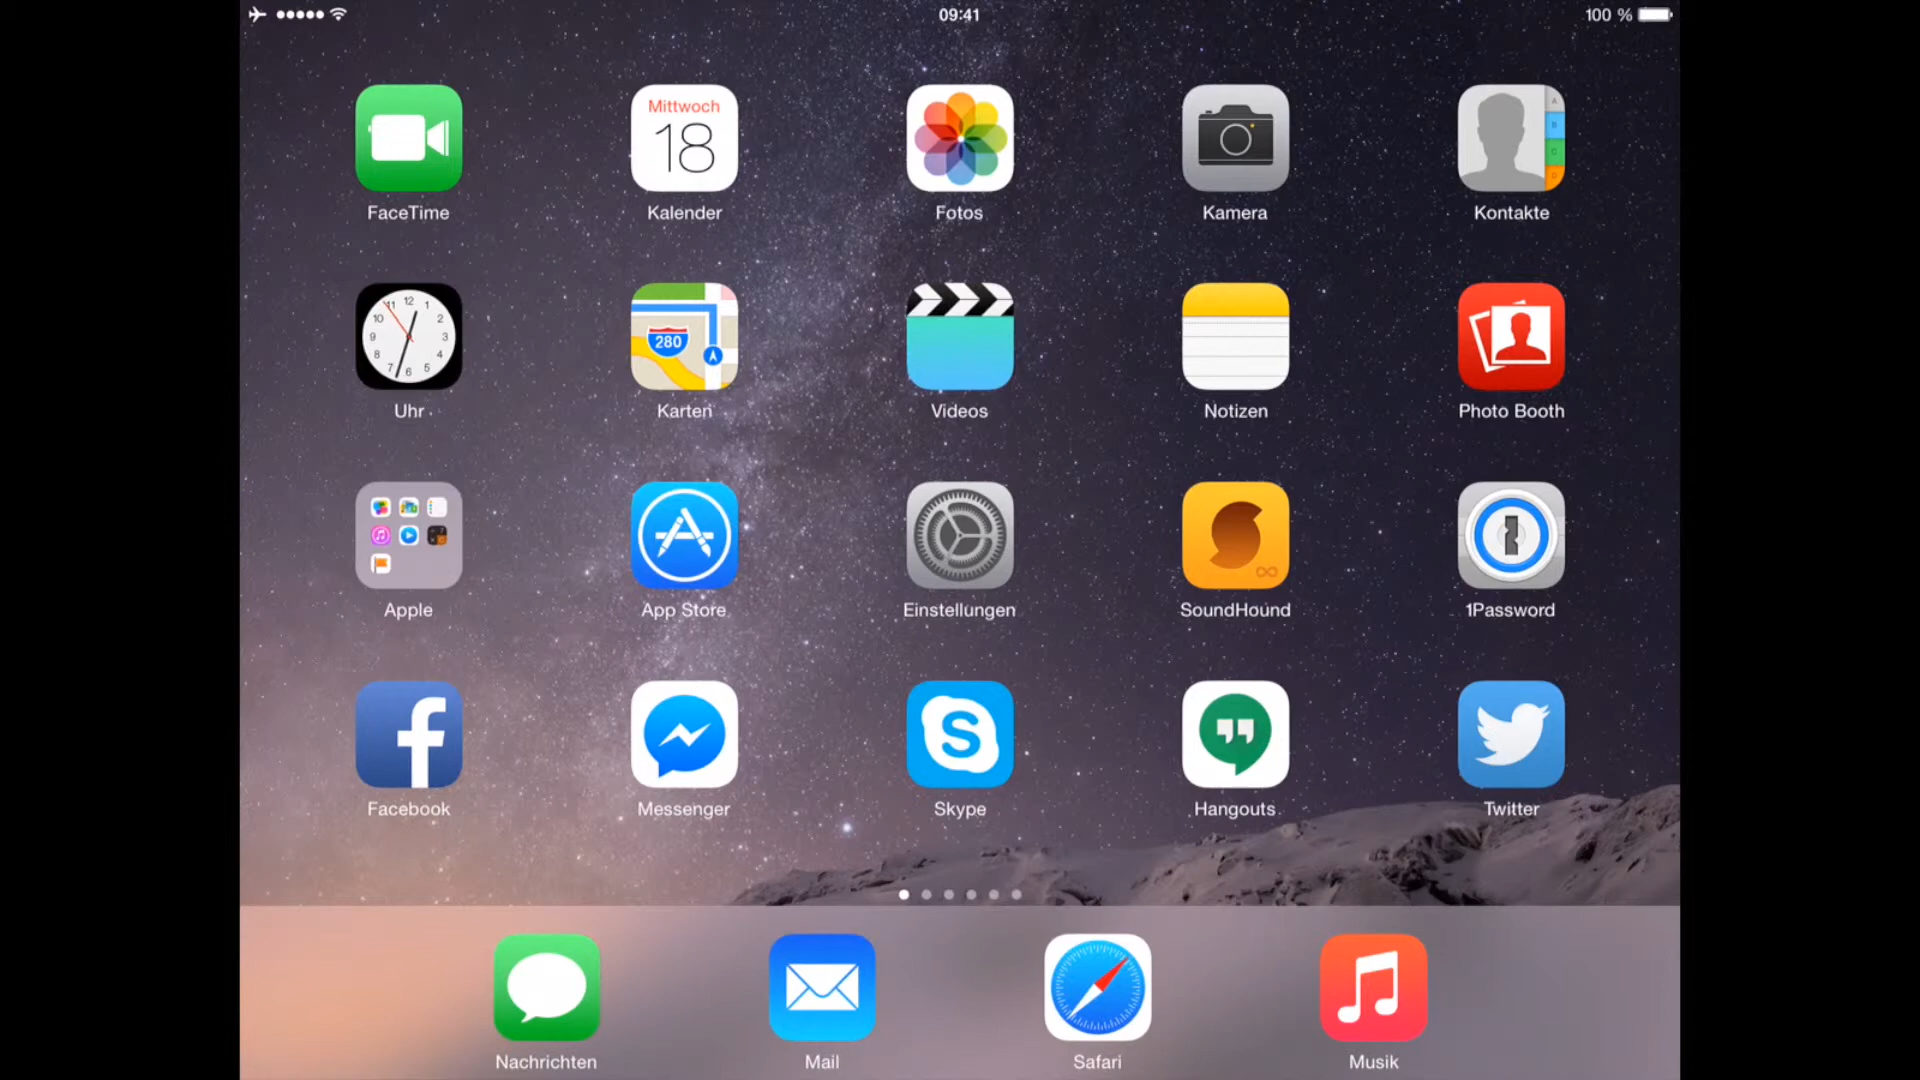 09:41
100 %
Mittwoch
18
FaceTime
Kalender
Fotos
Kamera
Kontakte
A
B
C
280
Uhr
Karten
Videos
Notizen
Photo Booth
Apple
App Store
Einstellungen
SoundHound
1Password
Facebook
Messenger
Skype
Hangouts
Twitter
Nachrichten
Mail
Safari
Musik